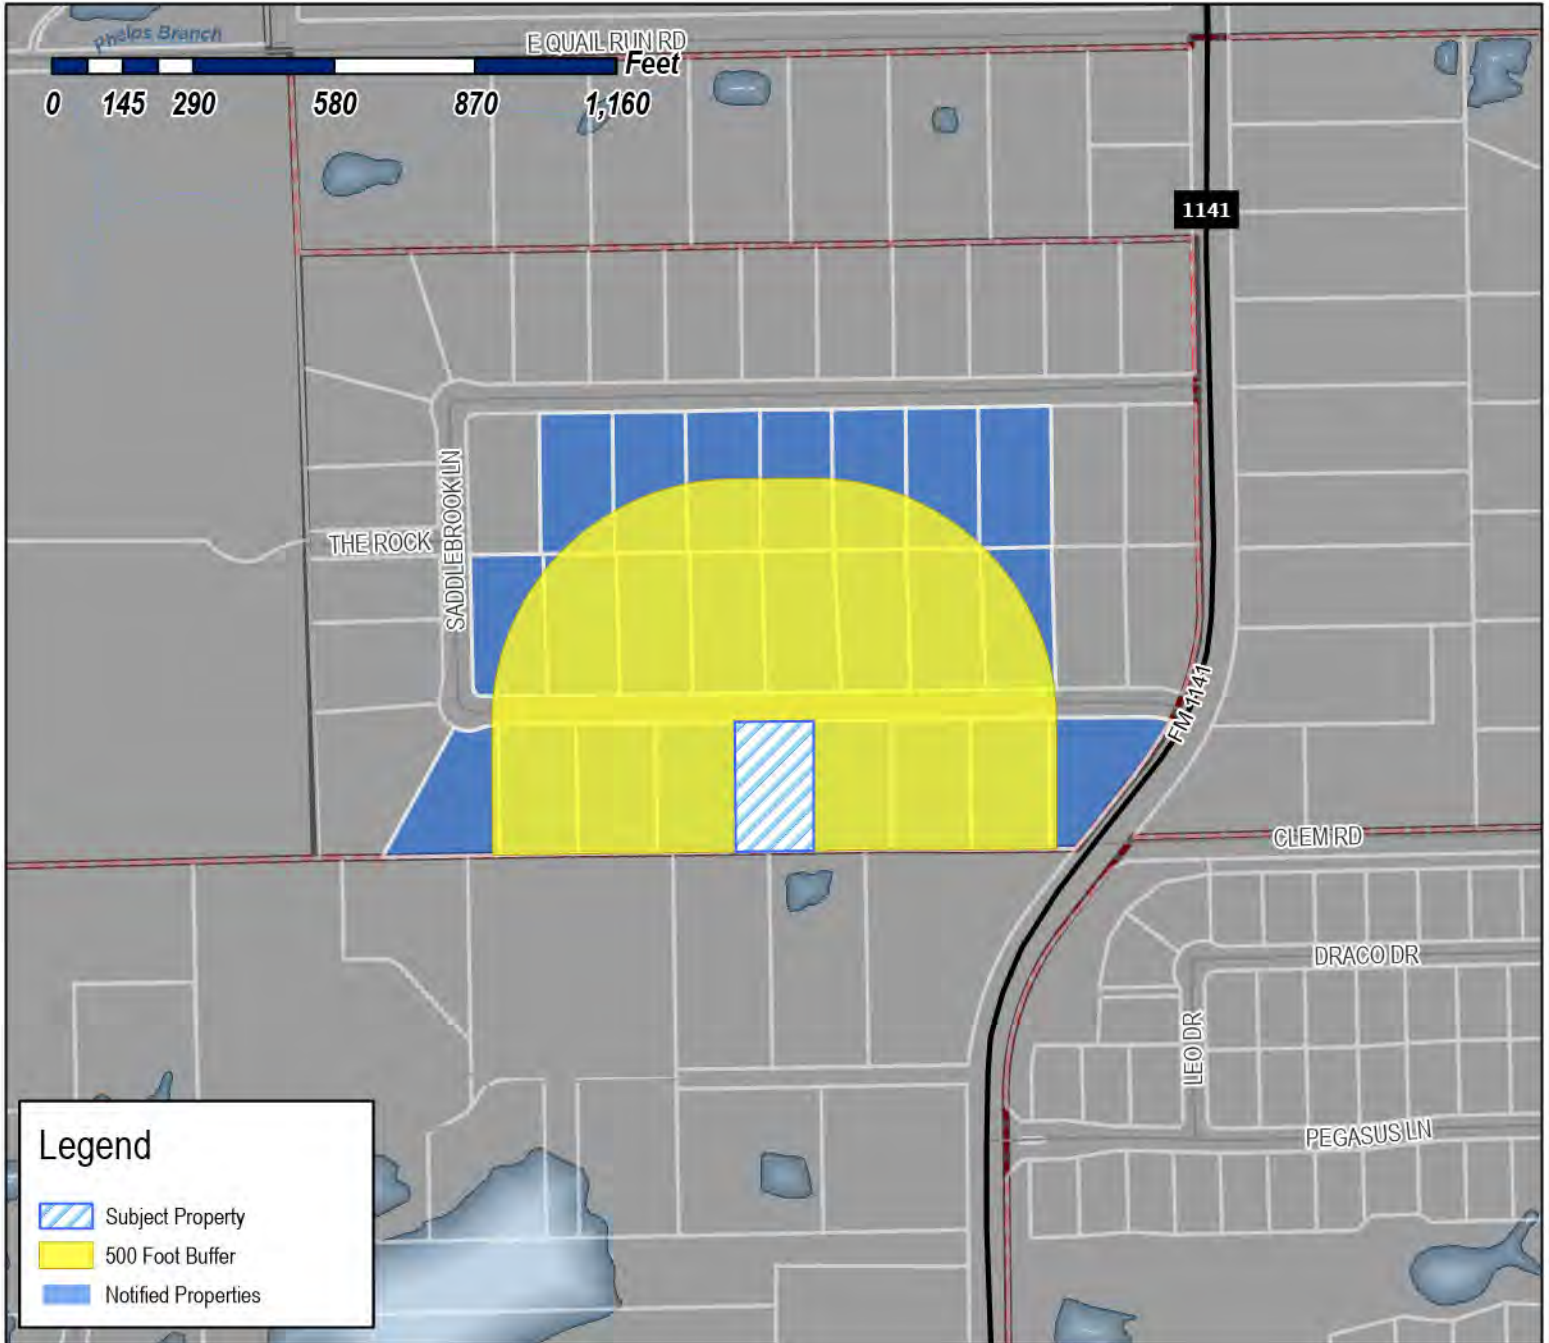 Phelps Branch
E QUAIL RUN RD
Feet
0 145 290 580 870 1,160
1141
SADDLEBROOK LN
THE ROCK
FM 1141
CLEM RD
DRACO DR
LEO DR
PEGASUS LN
Legend
Subject Property
500 Foot Buffer
Notified Properties